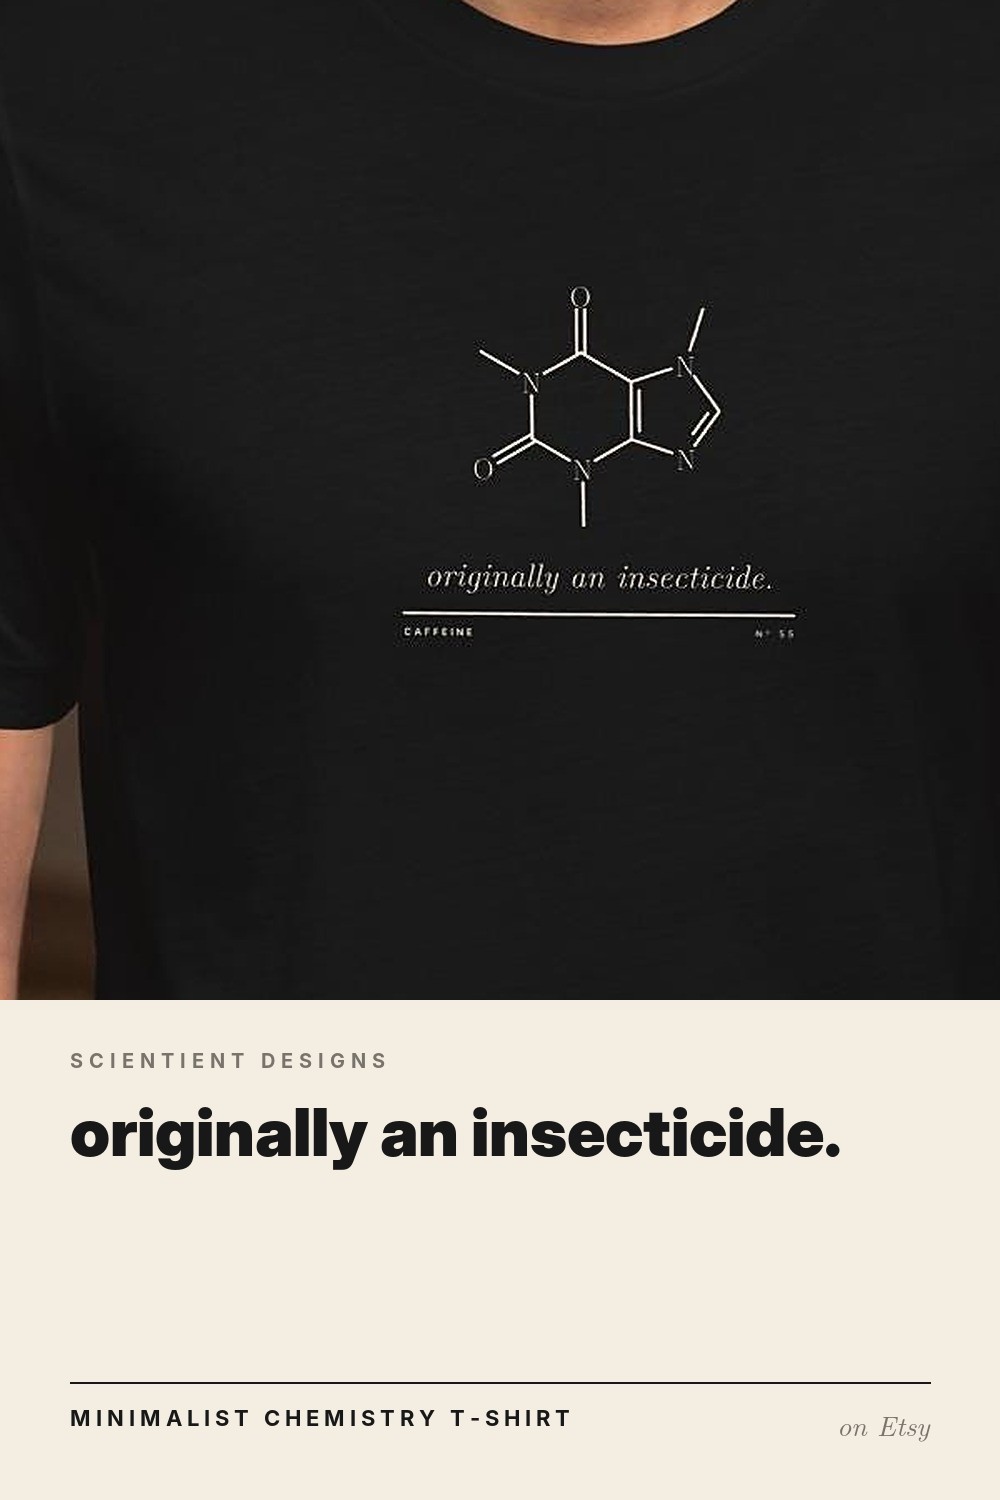 O
N
N
O
N
N
originally an insecticide.
CAFFEINE
Nº 55
SCIENTIENT DESIGNS
originally an insecticide.
MINIMALIST CHEMISTRY T-SHIRT
on Etsy